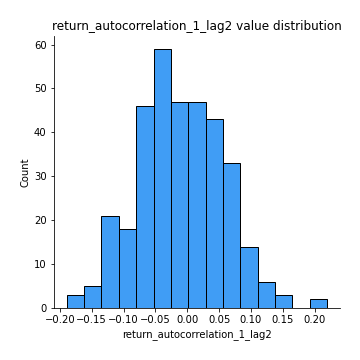 return_autocorrelation_1_lag2 value distribution
60
50
40
30
20
10
0
Count
−0.20 −0.15 −0.10 −0.05 0.00 0.05 0.10 0.15 0.20
return_autocorrelation_1_lag2